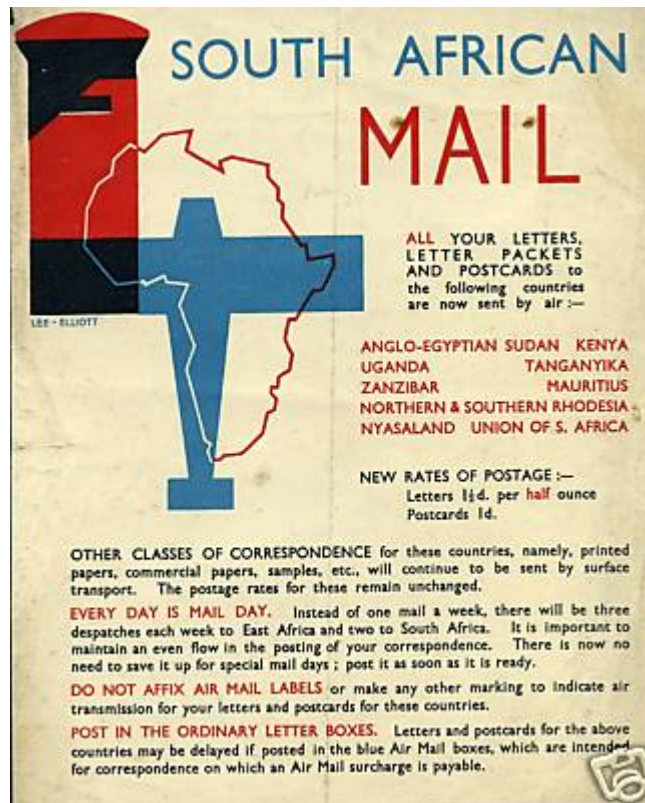 SOUTH AFRICAN
MAIL
ALL YOUR LETTERS,
LETTER PACKETS
AND POSTCARDS to
the following countries
are now sent by air :—
LEE-ELLIOTT
ANGLO-EGYPTIAN SUDAN KENYA
UGANDA TANGANYIKA
ZANZIBAR MAURITIUS
NORTHERN & SOUTHERN RHODESIA
NYASALAND UNION OF S. AFRICA
NEW RATES OF POSTAGE :—
Letters 1½d. per half ounce
Postcards 1d.
OTHER CLASSES OF CORRESPONDENCE for these countries, namely, printed
papers, commercial papers, samples, etc., will continue to be sent by surface
transport. The postage rates for these remain unchanged.
EVERY DAY IS MAIL DAY. Instead of one mail a week, there will be three
despatches each week to East Africa and two to South Africa. It is important to
maintain an even flow in the posting of your correspondence. There is now no
need to save it up for special mail days ; post it as soon as it is ready.
DO NOT AFFIX AIR MAIL LABELS or make any other marking to indicate air
transmission for your letters and postcards for these countries.
POST IN THE ORDINARY LETTER BOXES. Letters and postcards for the above
countries may be delayed if posted in the blue Air Mail boxes, which are intended
for correspondence on which an Air Mail surcharge is payable.